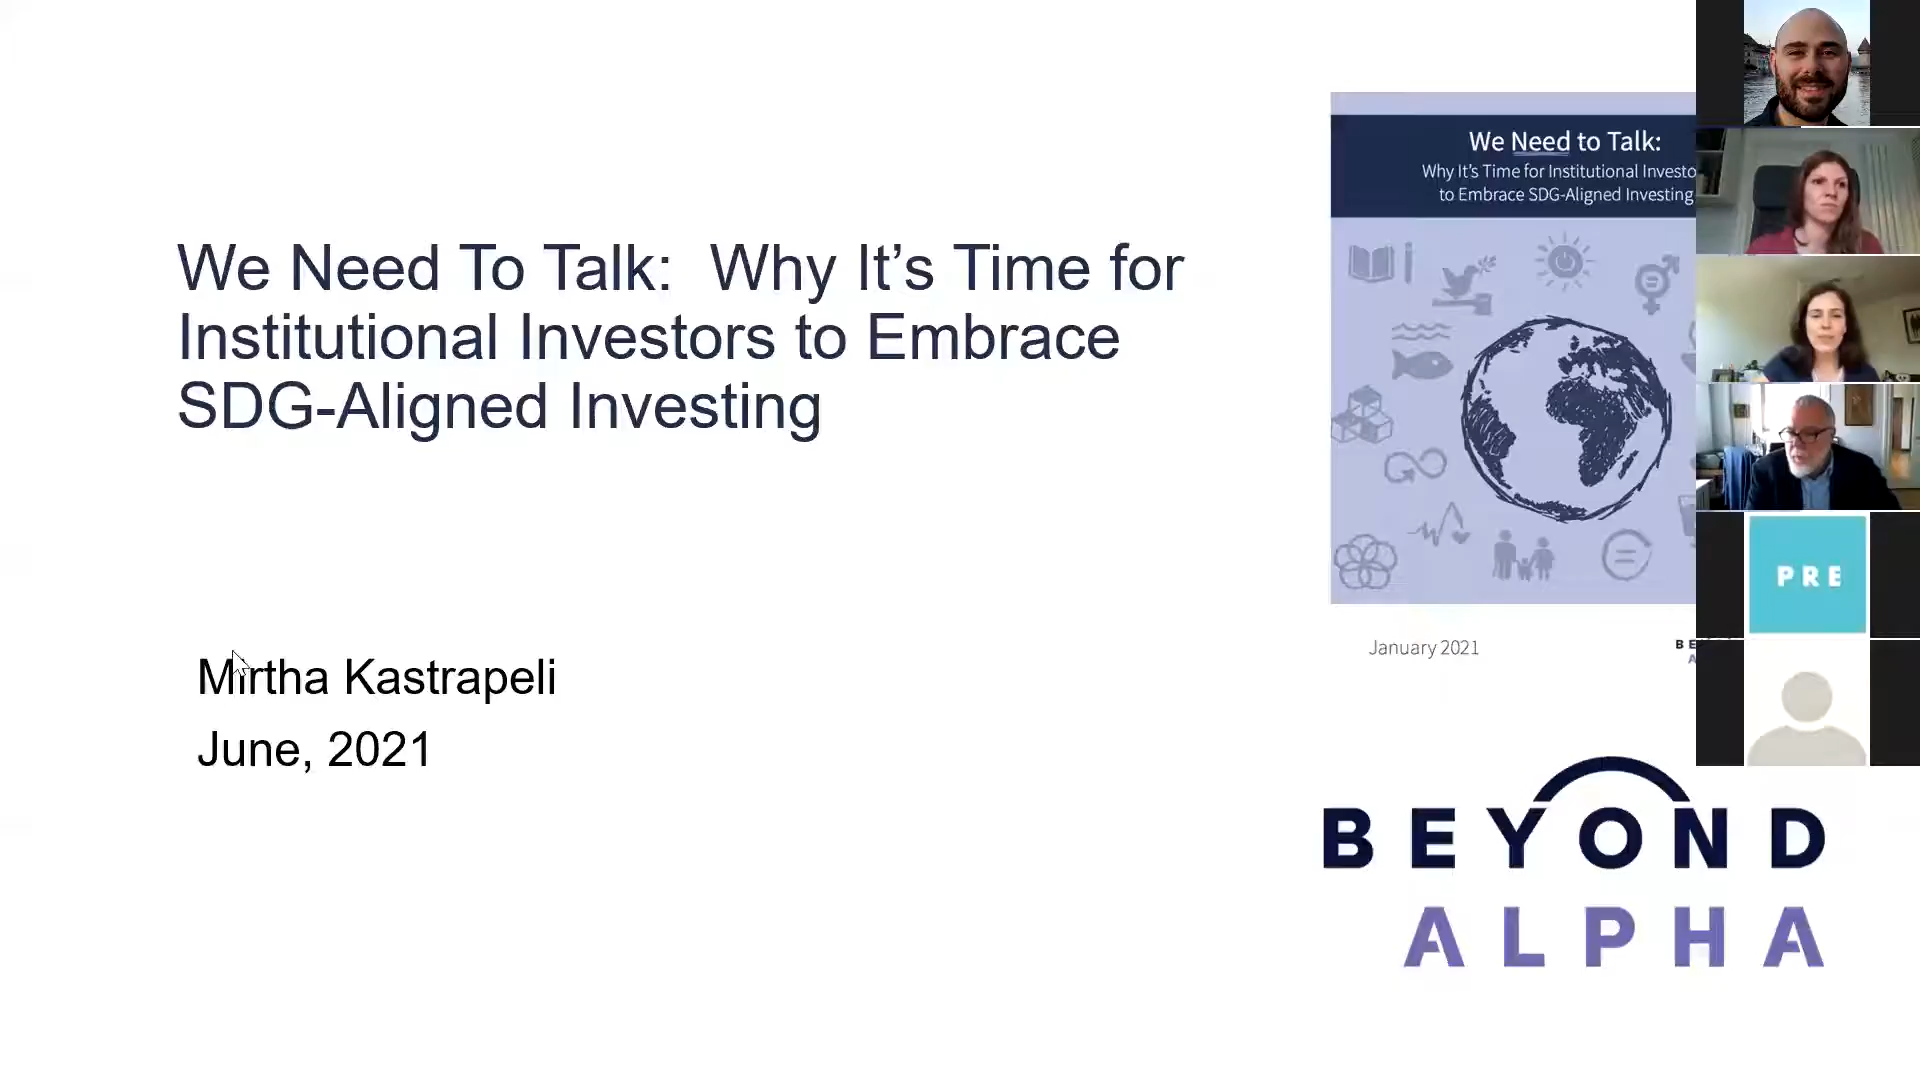 We Need To Talk:  Why It’s Time for
Institutional Investors to Embrace
SDG-Aligned Investing
Mirtha Kastrapeli
June, 2021
We Need to Talk:
Why It's Time for Institutional
to Embrace SDG-Aligned Investing
January 2021
BEYOND
ALPHA
PRE